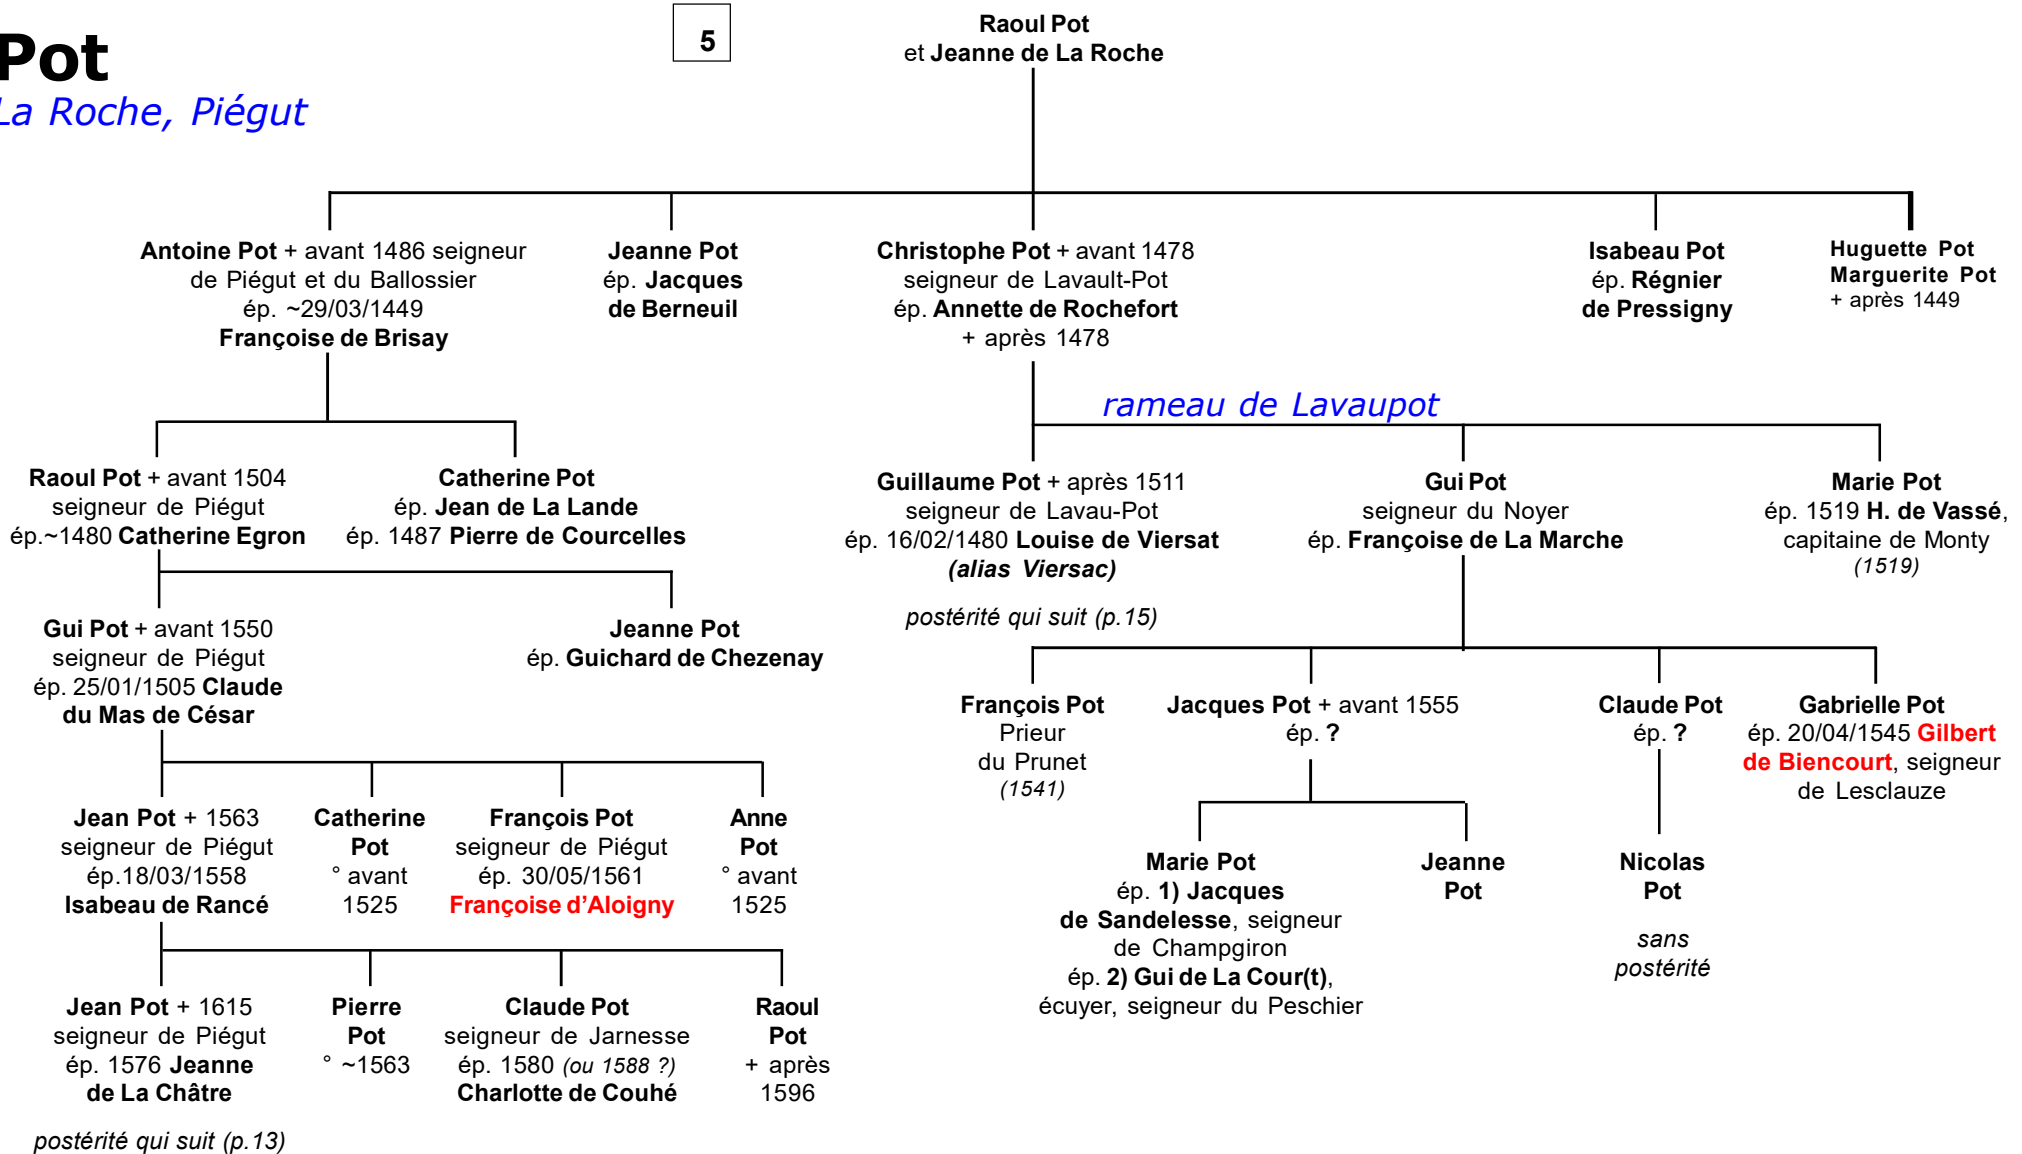 Pot
La Roche, Piégut
5
Raoul Pot
et Jeanne de La Roche
Antoine Pot + avant 1486 seigneur
de Piégut et du Ballossier
ép. ~29/03/1449
Françoise de Brisay
Jeanne Pot
ép. Jacques
de Berneuil
Christophe Pot + avant 1478
seigneur de Lavault-Pot
ép. Annette de Rochefort
+ après 1478
Isabeau Pot
ép. Régnier
de Pressigny
Huguette Pot
Marguerite Pot
+ après 1449
rameau de Lavaupot
Raoul Pot + avant 1504
seigneur de Piégut
ép.~1480 Catherine Egron
Catherine Pot
ép. Jean de La Lande
ép. 1487 Pierre de Courcelles
Guillaume Pot + après 1511
seigneur de Lavau-Pot
ép. 16/02/1480 Louise de Viersat
(alias Viersac)
postérité qui suit (p.15)
Gui Pot
seigneur du Noyer
ép. Françoise de La Marche
Marie Pot
ép. 1519 H. de Vassé,
capitaine de Monty
(1519)
Gui Pot + avant 1550
seigneur de Piégut
ép. 25/01/1505 Claude
du Mas de César
Jeanne Pot
ép. Guichard de Chezenay
François Pot
Prieur
du Prunet
(1541)
Jacques Pot + avant 1555
ép. ?
Claude Pot
ép. ?
Gabrielle Pot
ép. 20/04/1545 Gilbert
de Biencourt, seigneur
de Lesclauze
Jean Pot + 1563
seigneur de Piégut
ép.18/03/1558
Isabeau de Rancé
Catherine
Pot
° avant
1525
François Pot
seigneur de Piégut
ép. 30/05/1561
Françoise d'Aloigny
Anne
Pot
° avant
1525
Marie Pot
ép. 1) Jacques
de Sandelesse, seigneur
de Champgiron
ép. 2) Gui de La Cour(t),
écuyer, seigneur du Peschier
Jeanne
Pot
Nicolas
Pot
sans
postérité
Jean Pot + 1615
seigneur de Piégut
ép. 1576 Jeanne
de La Châtre
postérité qui suit (p.13)
Pierre
Pot
° ~1563
Claude Pot
seigneur de Jarnesse
ép. 1580 (ou 1588 ?)
Charlotte de Couhé
Raoul
Pot
+ après
1596